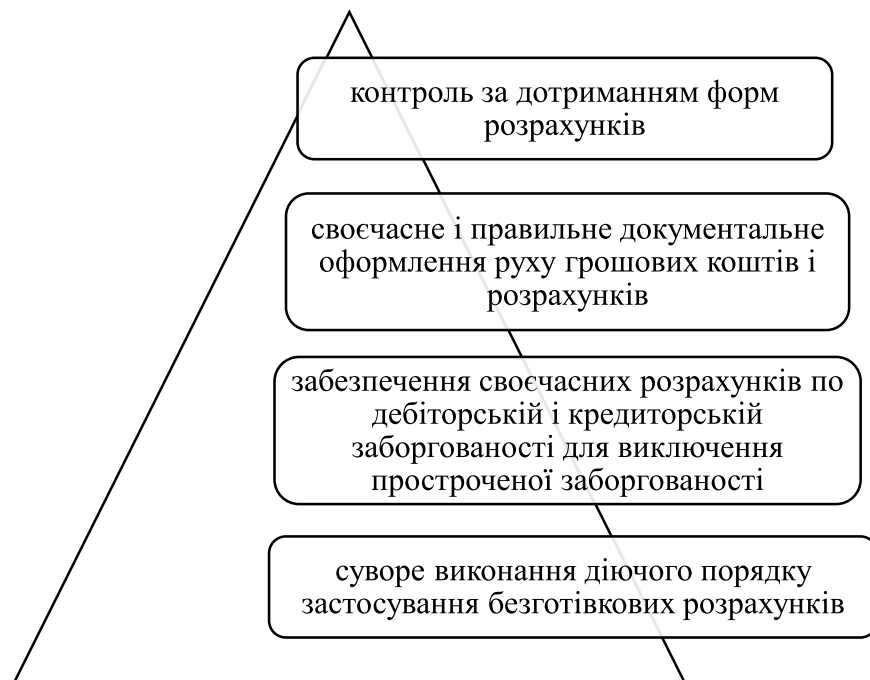 контроль за дотриманням форм
розрахунків
своєчасне і правильне документальне
оформлення руху грошових коштів і
розрахунків
забезпечення своєчасних розрахунків по
дебіторській і кредиторській
заборгованості для виключення
простроченої заборгованості
суворе виконання діючого порядку
застосування безготівкових розрахунків